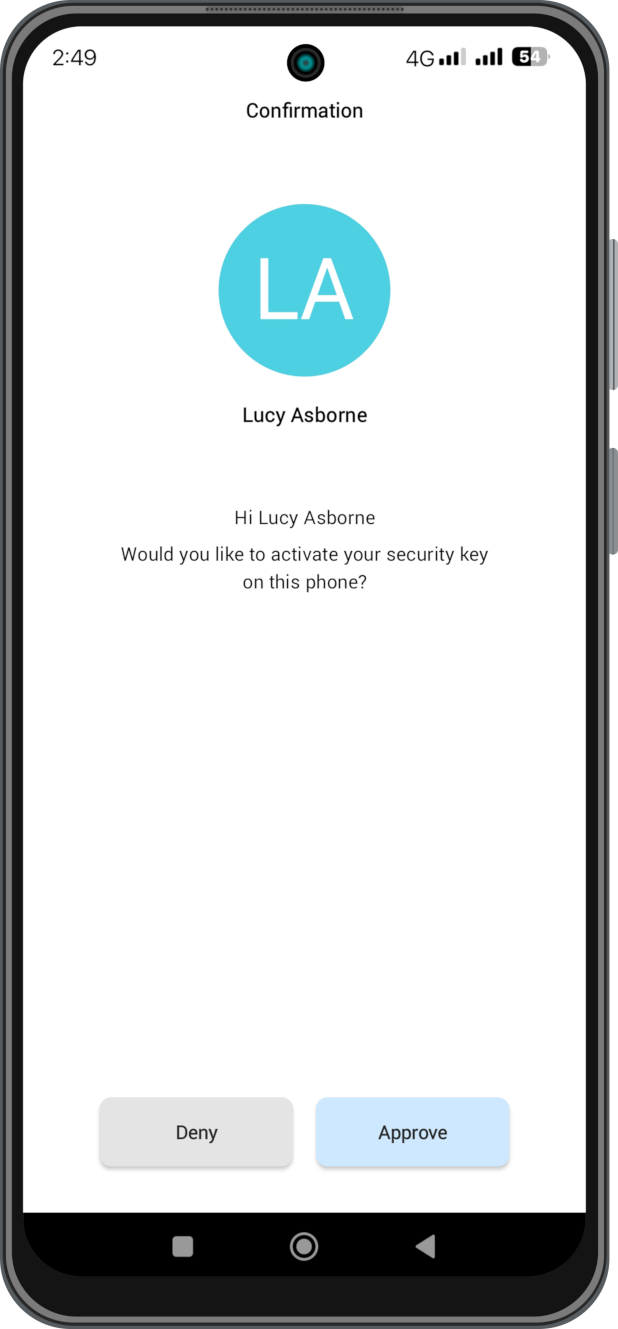 2:49
4G
54
Confirmation
LA
Lucy Asborne
Hi Lucy Asborne
Would you like to activate your security key
on this phone?
Deny
Approve